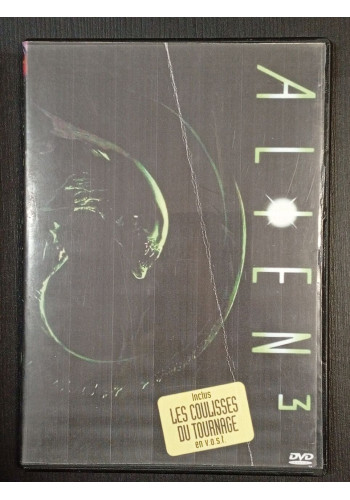 ALIEN 3
Inclus
LES COULISSES
DU TOURNAGE
en v.o.s.t.
DVD